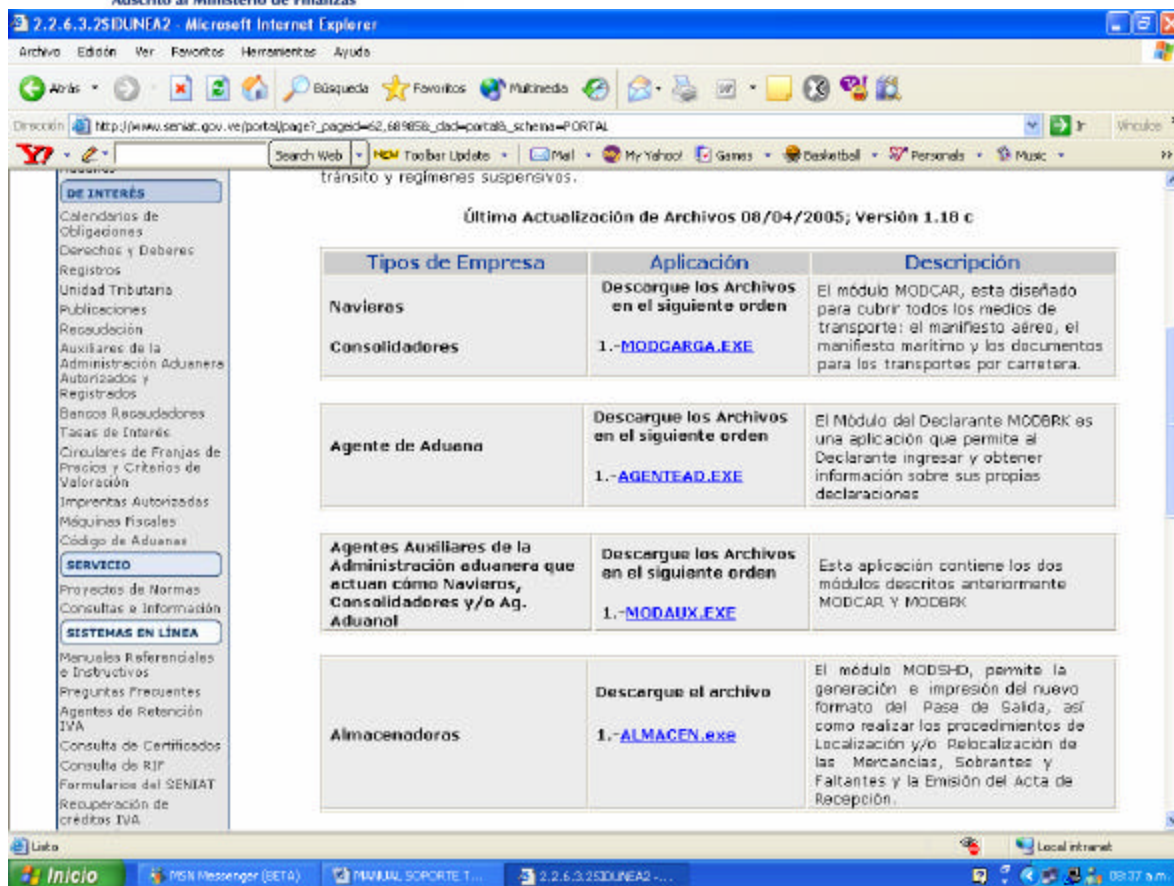 Adscrito al Ministerio de Finanzas
2.2.6.3.2SIDUNEA2 - Microsoft Internet Explorer
Archivo Edición Ver Favoritos Herramientas Ayuda
Atrás Búsqueda Favoritos Multimedia
Dirección http://www.seniat.gov.ve/portal/page?_pageid=62,68985&_dad=portal&_schema=PORTAL Ir Vínculos
Search Web NEW Toolbar Update Mail My Yahoo! Games Basketball Personals Music
tránsito y regímenes suspensivos.
Última Actualización de Archivos 08/04/2005; Versión 1.18 c
DE INTERÉS
Calendarios de
Obligaciones
Derechos y Deberes
Registros
Unidad Tributaria
Publicaciones
Recaudación
Auxiliares de la
Administración Aduanera
Autorizados y
Registrados
Bancos Recaudadores
Tasas de Interés
Circulares de Franjas de
Precios y Criterios de
Valoración
Imprentas Autorizadas
Máquinas Fiscales
Código de Aduanas
SERVICIO
Proyectos de Normas
Consultas e Información
SISTEMAS EN LÍNEA
Manuales Referenciales
e Instructivos
Preguntas Frecuentes
Agentes de Retención
IVA
Consulta de Certificados
Consulta de RIF
Formularios del SENIAT
Recuperación de
créditos IVA
Tipos de Empresa Aplicación Descripción
Navieros
Consolidadores
Descargue los Archivos
en el siguiente orden
1.-MODCARGA.EXE
El módulo MODCAR, esta diseñado
para cubrir todos los medios de
transporte: el manifiesto aéreo, el
manifiesto marítimo y los documentos
para los transportes por carretera.
Agente de Aduana
Descargue los Archivos
en el siguiente orden
1.-AGENTEAD.EXE
El Módulo del Declarante MODBRK es
una aplicación que permite al
Declarante ingresar y obtener
información sobre sus propias
declaraciones
Agentes Auxiliares de la
Administración aduanera que
actuan cómo Navieros,
Consolidadores y/o Ag.
Aduanal
Descargue los Archivos
en el siguiente orden
1.-MODAUX.EXE
Esta aplicación contiene los dos
módulos descritos anteriormente
MODCAR Y MODBRK
Almacenadoras
Descargue el archivo
1.-ALMACEN.exe
El módulo MODSHD, permite la
generación e impresión del nuevo
formato del Pase de Salida, así
como realizar los procedimientos de
Localización y/o Relocalización de
las Mercancías, Sobrantes y
Faltantes y la Emisión del Acta de
Recepción.
Listo Local intranet
Inicio MSN Messenger (BETA) MANUAL SOPORTE T... 2.2.6.3.2SIDUNEA2 -... 08:37 a.m.